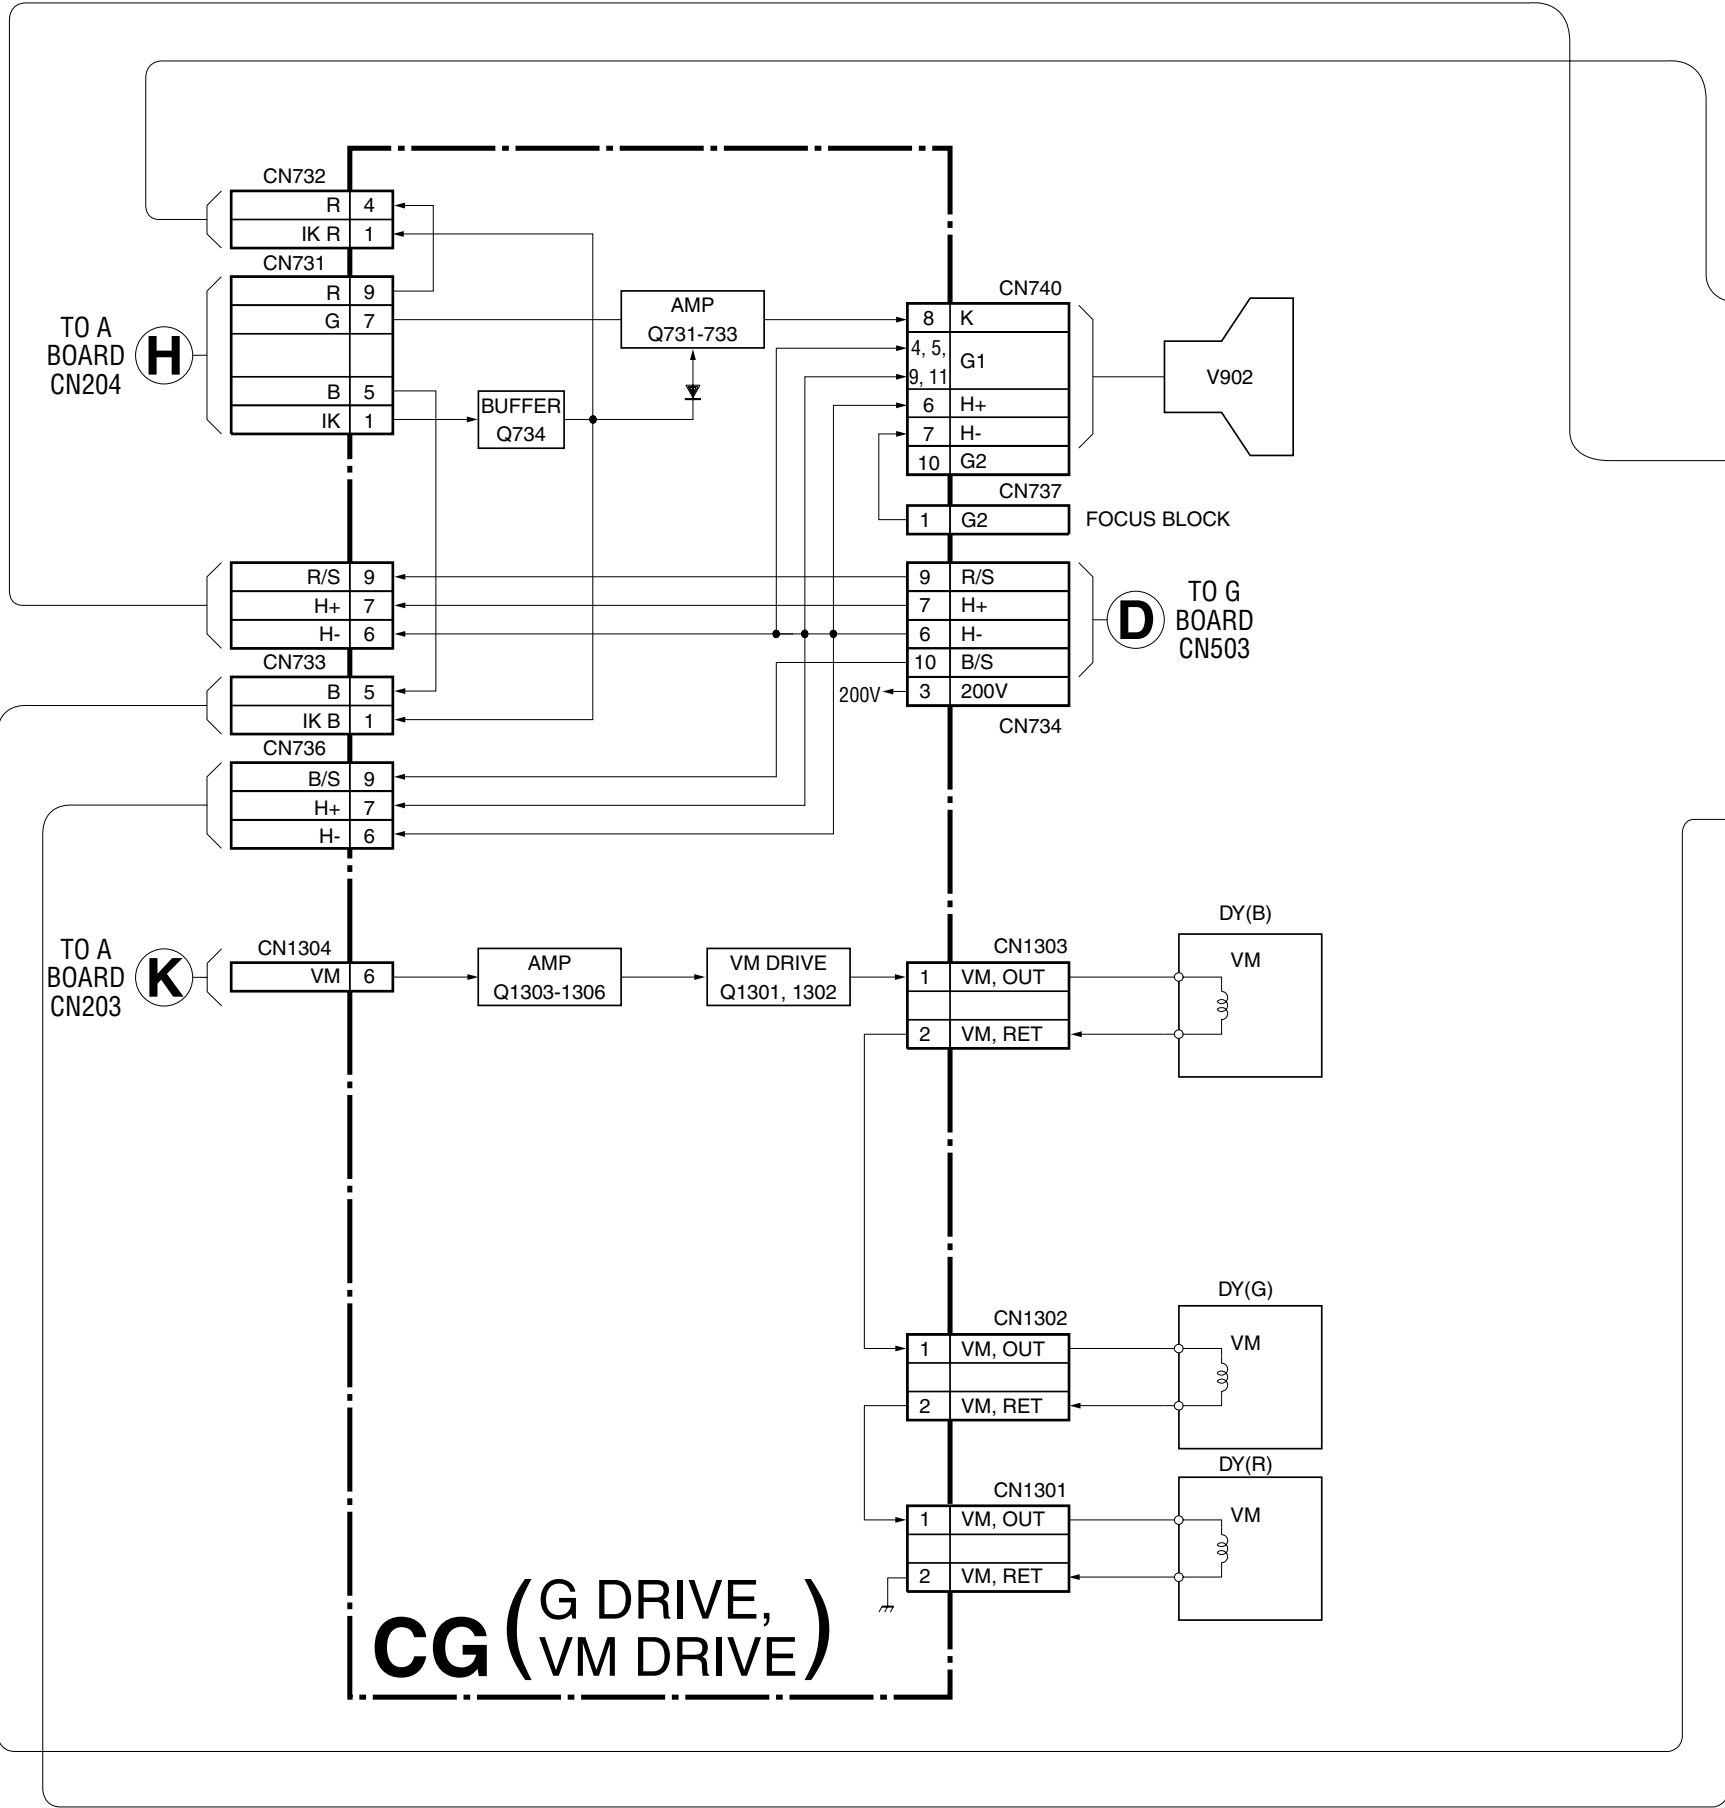 CN732
R 4
IK R 1
CN731
R 9
G 7
B 5
IK 1
TO A
BOARD
CN204
H
AMP
Q731-733
BUFFER
Q734
CN740
8 K
4, 5,
9, 11
G1
6 H+
7 H-
10 G2
V902
CN737
1 G2
FOCUS BLOCK
R/S 9
H+ 7
H- 6
9 R/S
7 H+
6 H-
10 B/S
200V
3 200V
CN734
D
TO G
BOARD
CN503
CN733
B 5
IK B 1
CN736
B/S 9
H+ 7
H- 6
TO A
BOARD
CN203
K
CN1304
VM 6
AMP
Q1303-1306
VM DRIVE
Q1301, 1302
CN1303
1 VM, OUT
2 VM, RET
DY(B)
VM
CN1302
1 VM, OUT
2 VM, RET
DY(G)
VM
CN1301
1 VM, OUT
2 VM, RET
DY(R)
VM
CG (G DRIVE,
VM DRIVE)